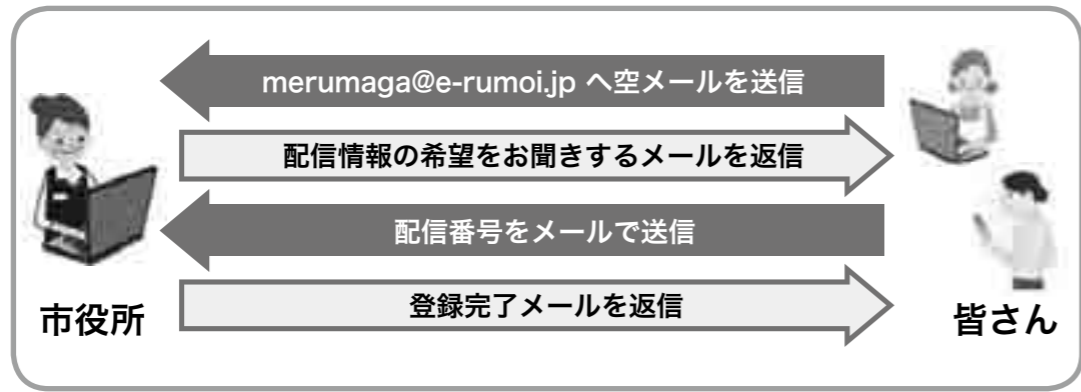 merumaga@e-rumoi.jp へ空メールを送信
配信情報の希望をお聞きするメールを返信
配信番号をメールで送信
登録完了メールを返信
市役所
皆さん